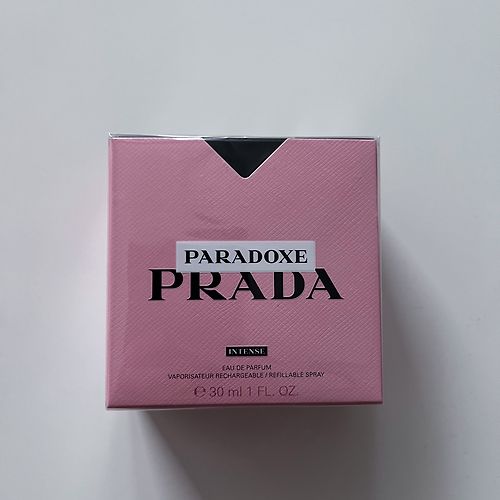 PARADOXE
PRADA
INTENSE
EAU DE PARFUM
VAPORISATEUR RECHARGEABLE / REFILLABLE SPRAY
℮ 30 ml 1 FL. OZ.